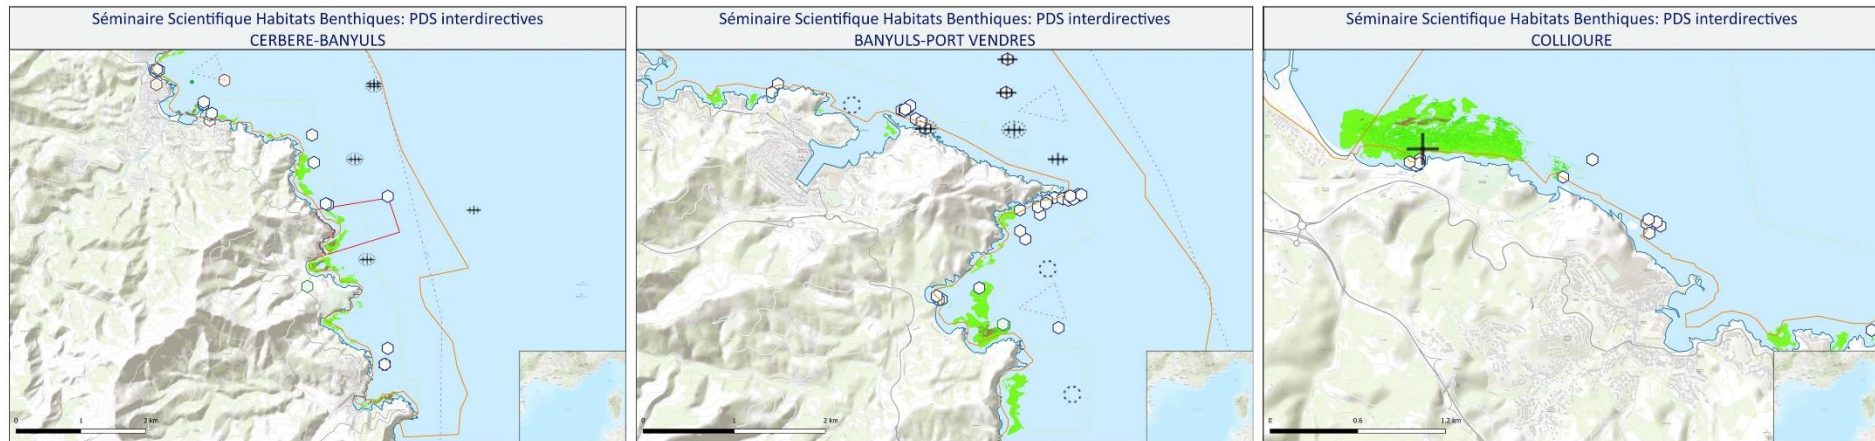 Séminaire Scientifique Habitats Benthiques: PDS interdirectives
CERBERE-BANYULS
0 1 2 km
Séminaire Scientifique Habitats Benthiques: PDS interdirectives
BANYULS-PORT VENDRES
0 1 2 km
Séminaire Scientifique Habitats Benthiques: PDS interdirectives
COLLIOURE
0 0.6 1.2 km